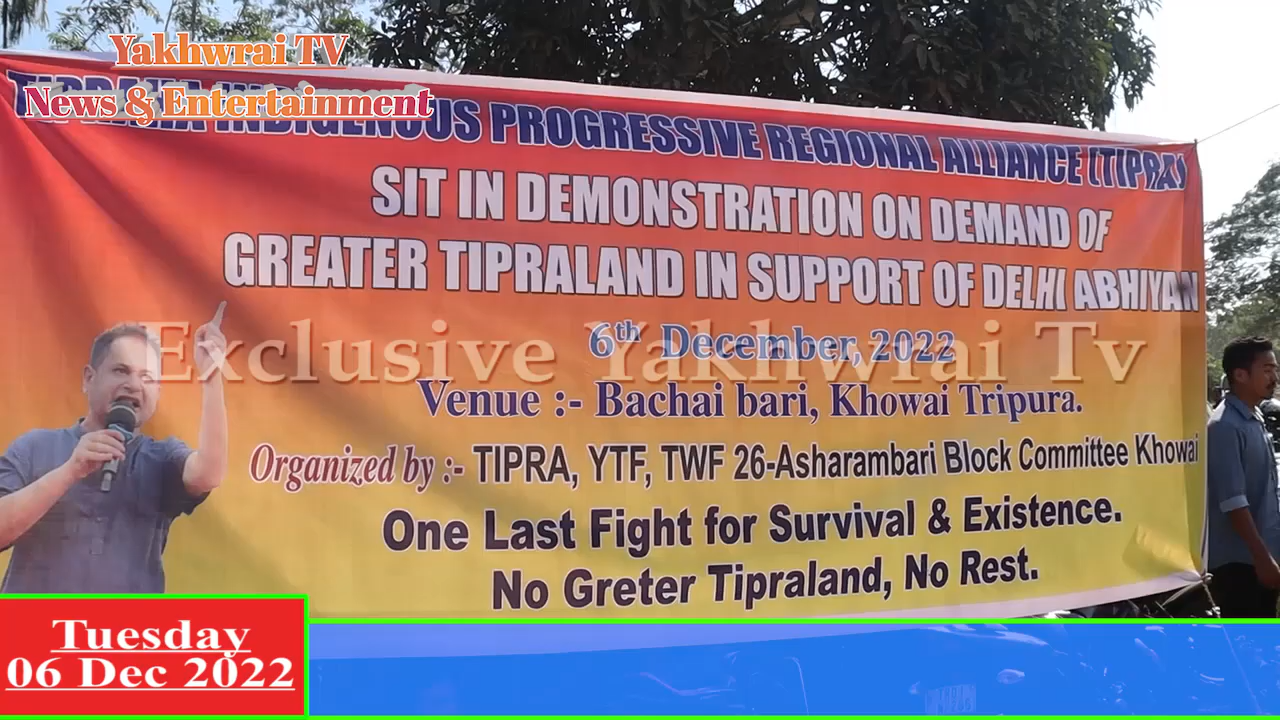 Yakhwrai TV
News & Entertainment
INDIGENOUS PROGRESSIVE REGIONAL ALLIANCE (TIPRA)
SIT IN DEMONSTRATION ON DEMAND OF
GREATER TIPRALAND IN SUPPORT OF DELHI ABHIYAN
6th December, 2022
Exclusive Yakhwrai Tv
Venue :- Bachai bari, Khowai Tripura.
Organized by :- TIPRA, YTF, TWF 26-Asharambari Block Committee Khowai
One Last Fight for Survival & Existence.
No Greter Tipraland, No Rest.
Tuesday
06 Dec 2022